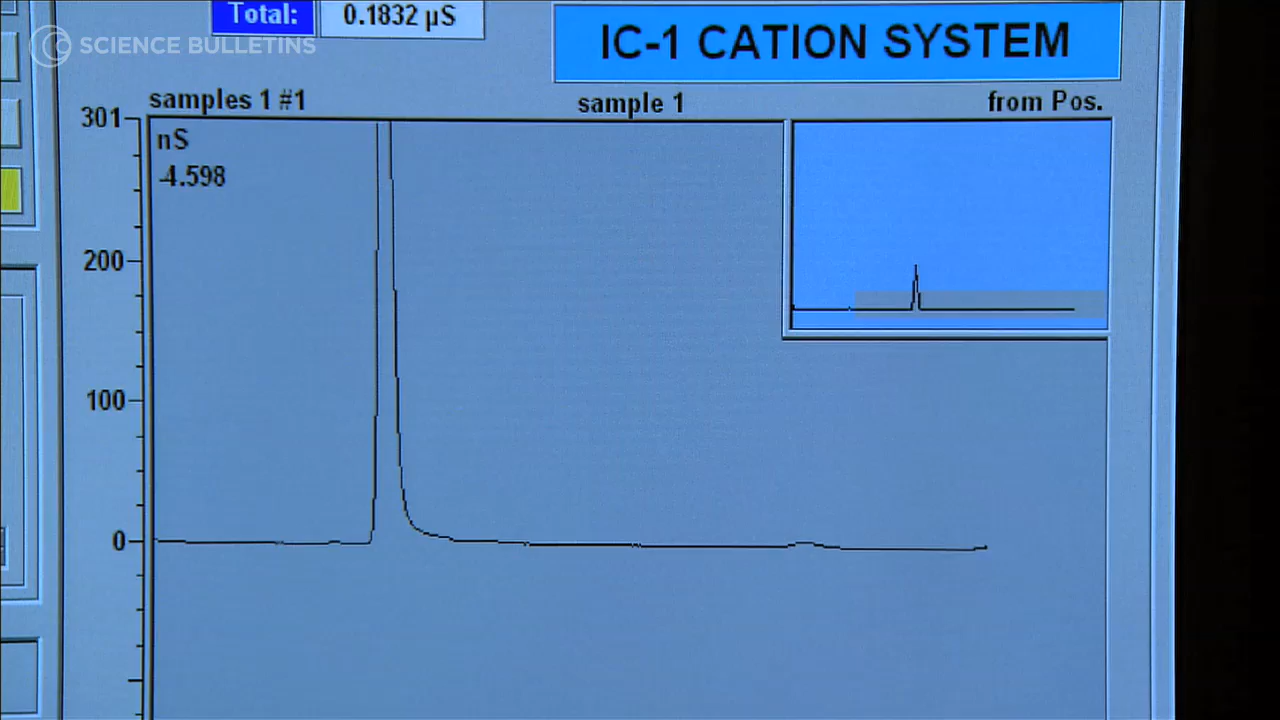 Total: 0.1832 µS
© SCIENCE BULLETINS
IC-1 CATION SYSTEM
samples 1 #1 sample 1 from Pos.
301
nS
-4.598
200
100
0